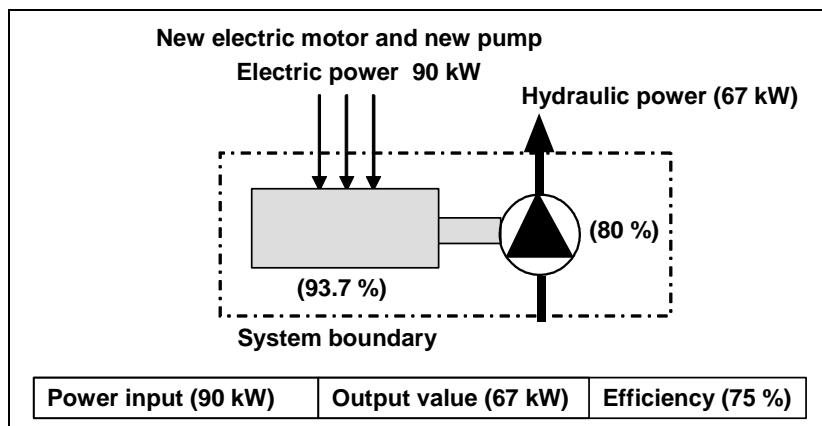 New electric motor and new pump
Electric power 90 kW
Hydraulic power (67 kW)
(80 %)
(93.7 %)
System boundary
Power input (90 kW) Output value (67 kW) Efficiency (75 %)